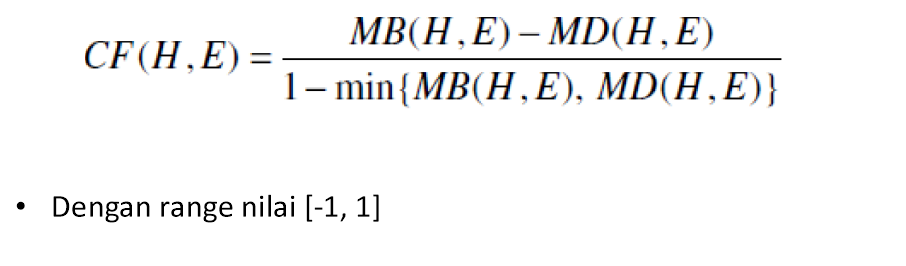 CF(H,E) = MB(H,E) – MD(H,E)
1 – min{MB(H,E), MD(H,E)}
• Dengan range nilai [-1, 1]